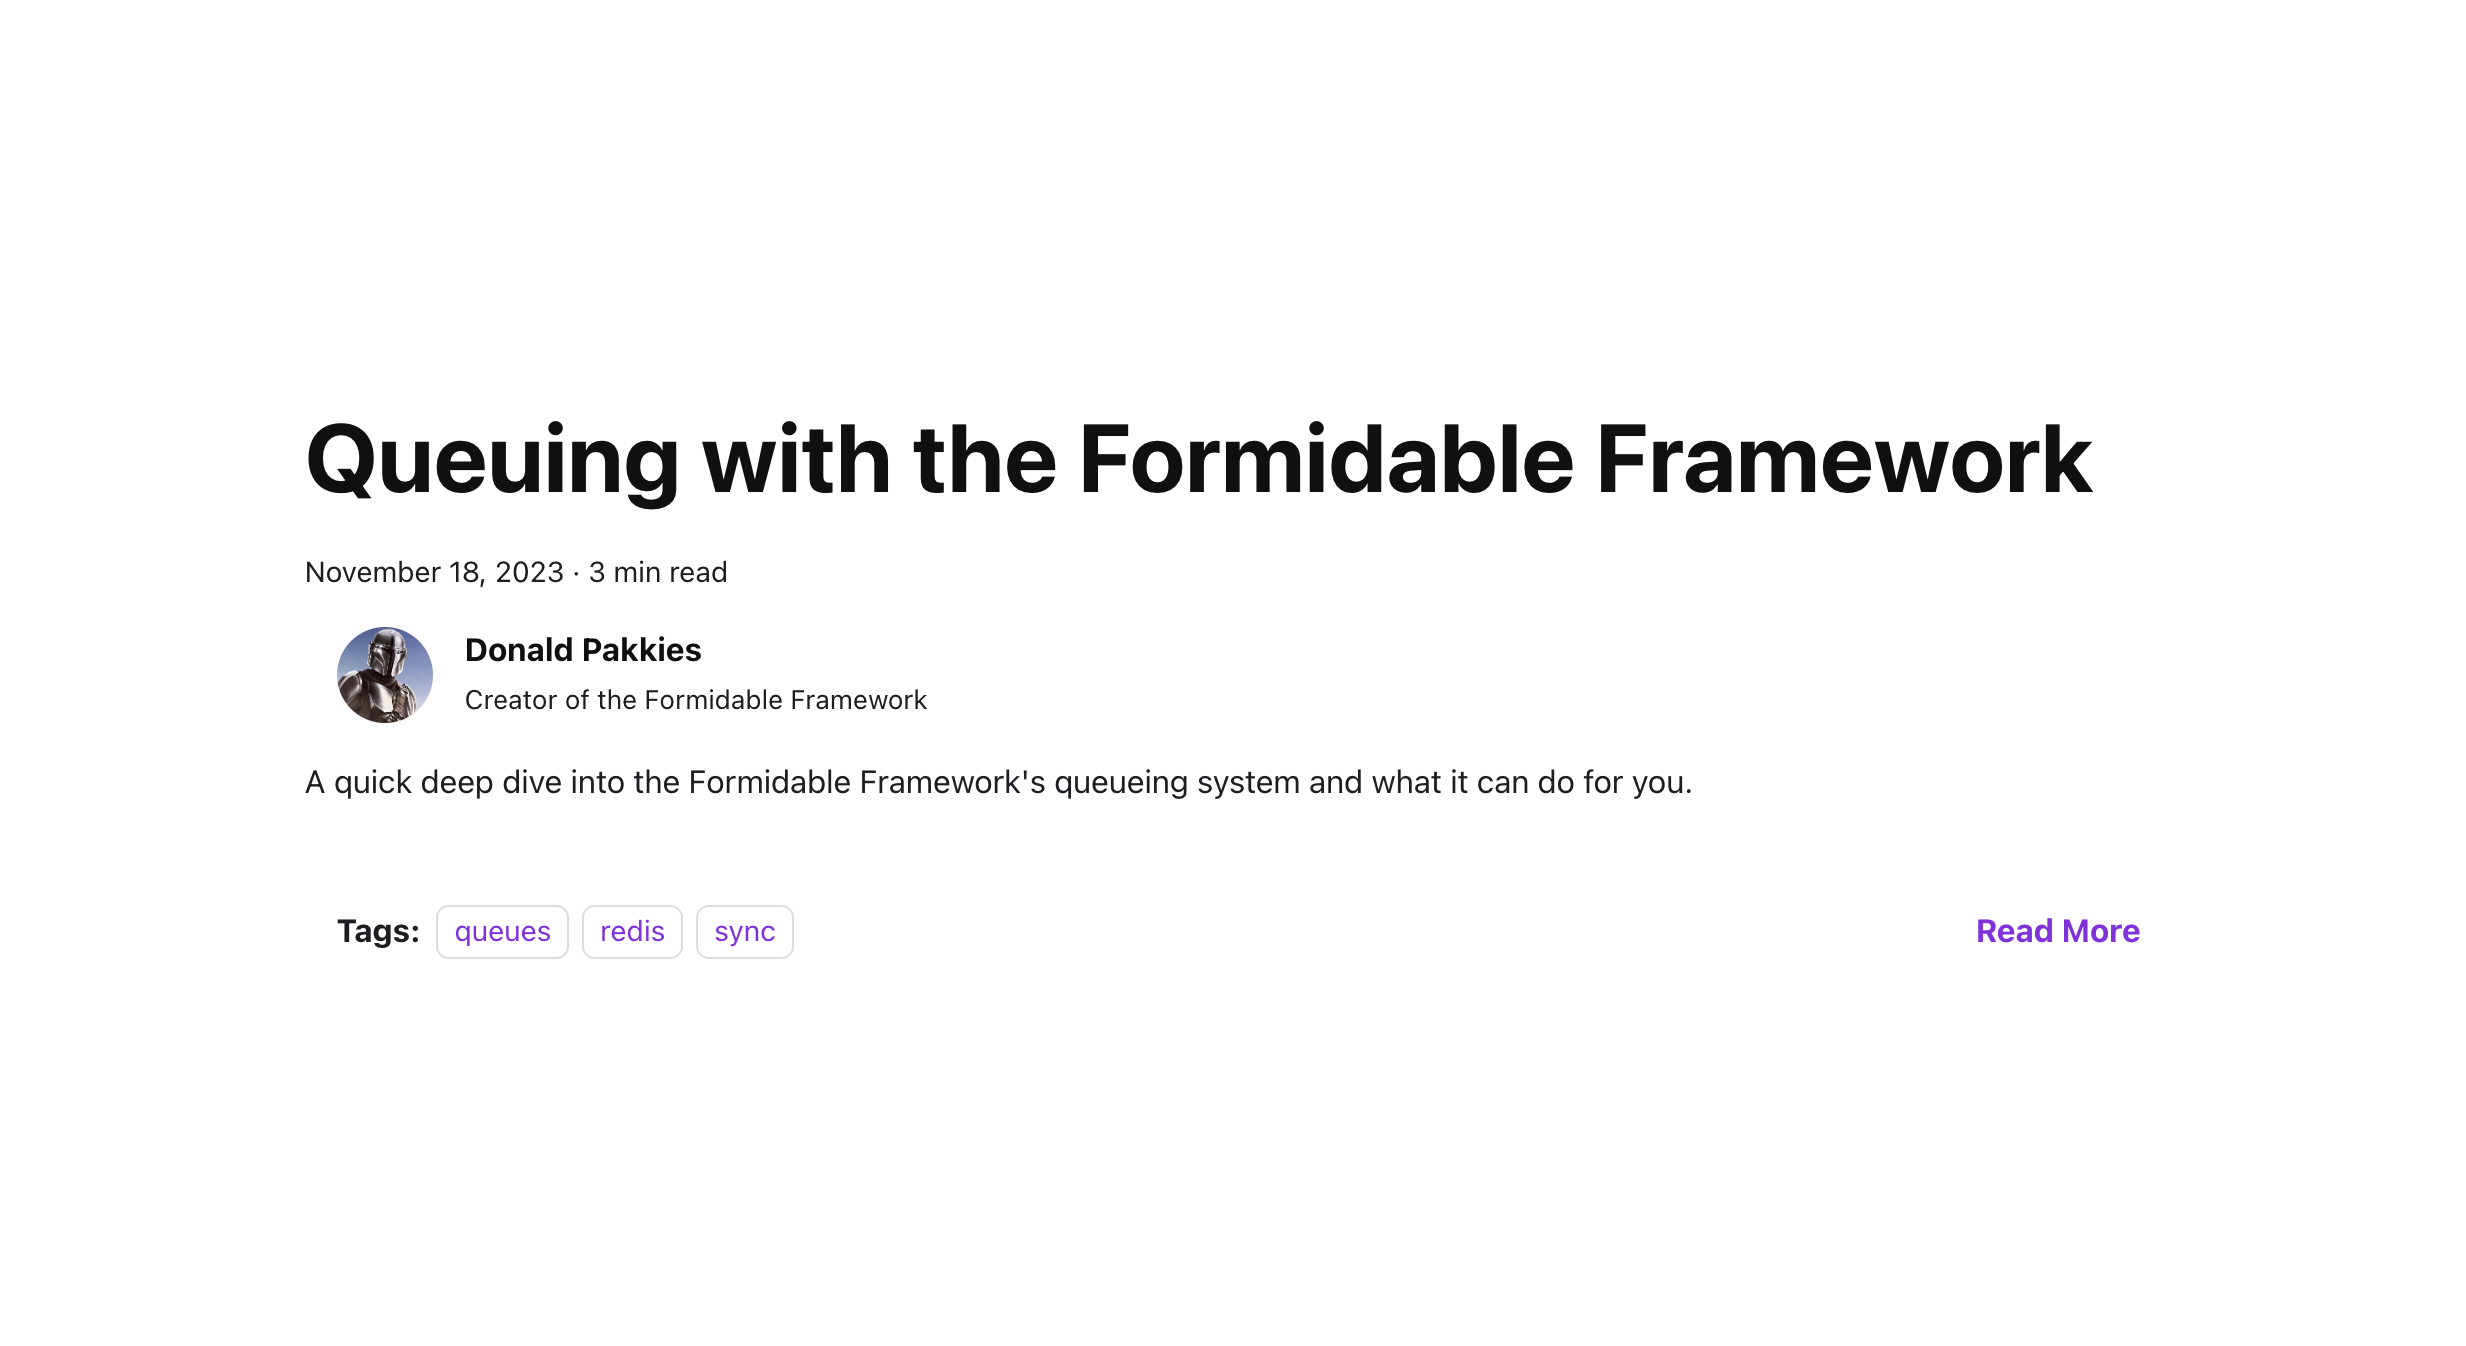 Queuing with the Formidable Framework
November 18, 2023 · 3 min read
Donald Pakkies
Creator of the Formidable Framework
A quick deep dive into the Formidable Framework's queueing system and what it can do for you.
Tags: queues redis sync Read More